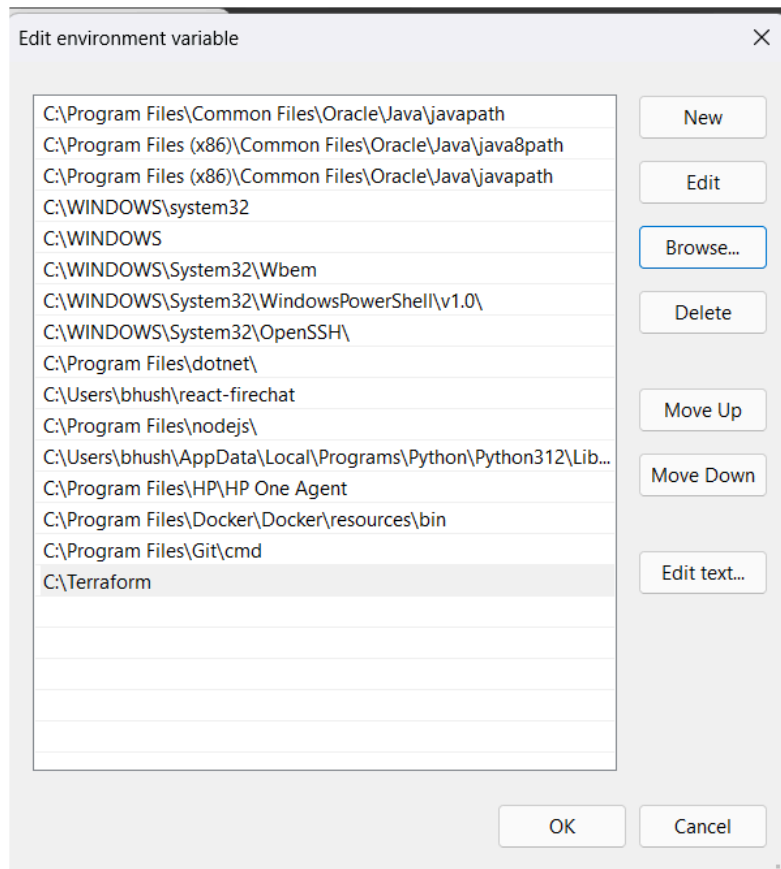 Edit environment variable
C:\Program Files\Common Files\Oracle\Java\javapath
C:\Program Files (x86)\Common Files\Oracle\Java\java8path
C:\Program Files (x86)\Common Files\Oracle\Java\javapath
C:\WINDOWS\system32
C:\WINDOWS
C:\WINDOWS\System32\Wbem
C:\WINDOWS\System32\WindowsPowerShell\v1.0\
C:\WINDOWS\System32\OpenSSH\
C:\Program Files\dotnet\
C:\Users\bhush\react-firechat
C:\Program Files\nodejs\
C:\Users\bhush\AppData\Local\Programs\Python\Python312\Lib...
C:\Program Files\HP\HP One Agent
C:\Program Files\Docker\Docker\resources\bin
C:\Program Files\Git\cmd
C:\Terraform
New
Edit
Browse...
Delete
Move Up
Move Down
Edit text...
OK
Cancel